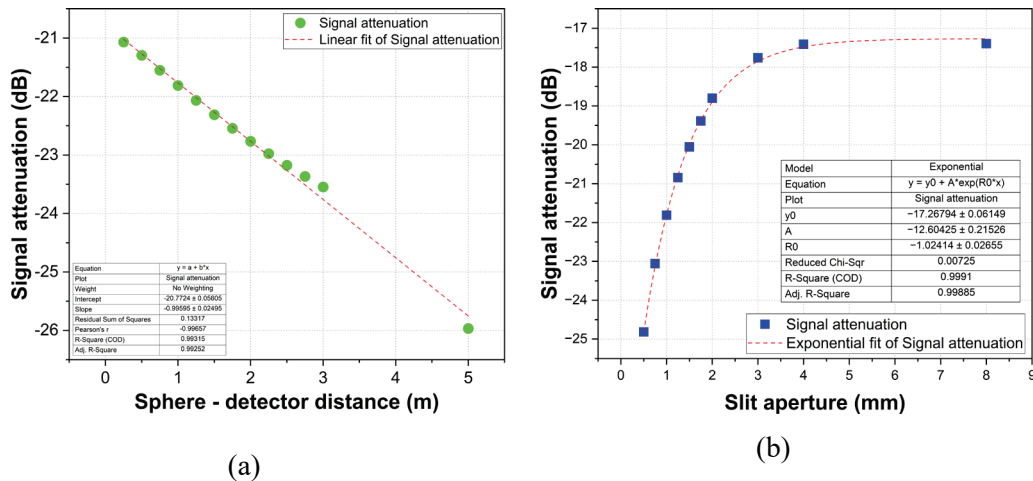 Signal attenuation
Linear fit of Signal attenuation
-21
-22
-23
-24
-25
-26
Signal attenuation (dB)
Equation y = a + b*x
Plot Signal attenuation
Weight No Weighting
Intercept -20.7724 ± 0.05605
Slope -0.99595 ± 0.02495
Residual Sum of Squares 0.13317
Pearson's r -0.99657
R-Square (COD) 0.99315
Adj. R-Square 0.99252
0 1 2 3 4 5
Sphere - detector distance (m)
(a)
-17
-18
-19
-20
-21
-22
-23
-24
-25
Signal attenuation (dB)
Model Exponential
Equation y = y0 + A*exp(R0*x)
Plot Signal attenuation
y0 −17.26794 ± 0.06149
A −12.60425 ± 0.21526
R0 −1.02414 ± 0.02655
Reduced Chi-Sqr 0.00725
R-Square (COD) 0.9991
Adj. R-Square 0.99885
Signal attenuation
Exponential fit of Signal attenuation
0 1 2 3 4 5 6 7 8 9
Slit aperture (mm)
(b)